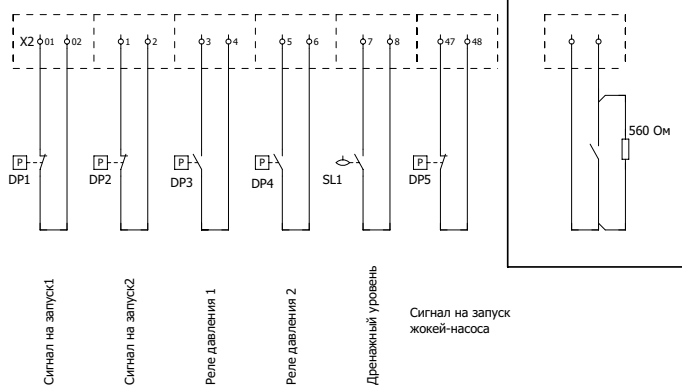 X2 01 02 1 2 3 4 5 6 7 8 47 48
560 Ом
P P P P P
DP1 DP2 DP3 DP4 SL1 DP5
Сигнал на запуск1
Сигнал на запуск2
Реле давления 1
Реле давления 2
Дренажный уровень
Сигнал на запуск
жокей-насоса